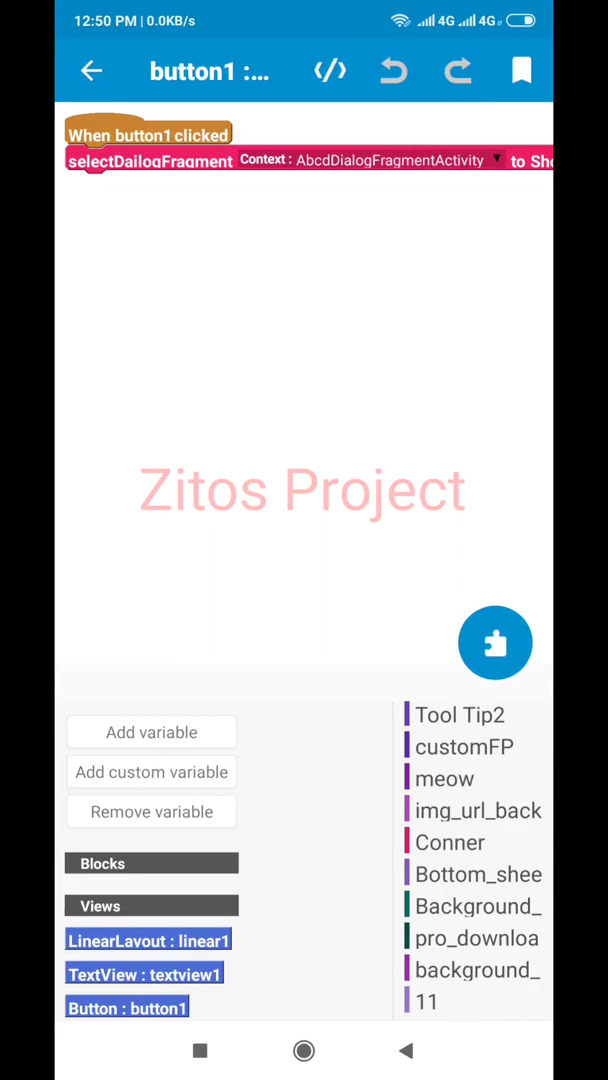 12:50 PM | 0.0KB/s 4G 4G
button1 :...
When button1 clicked
selectDailogFragment Context : AbcdDialogFragmentActivity to Sho
Zitos Project
Add variable
Add custom variable
Remove variable
Blocks
Views
LinearLayout : linear1
TextView : textview1
Button : button1
Tool Tip2
customFP
meow
img_url_back
Conner
Bottom_shee
Background_
pro_downloa
background_
11